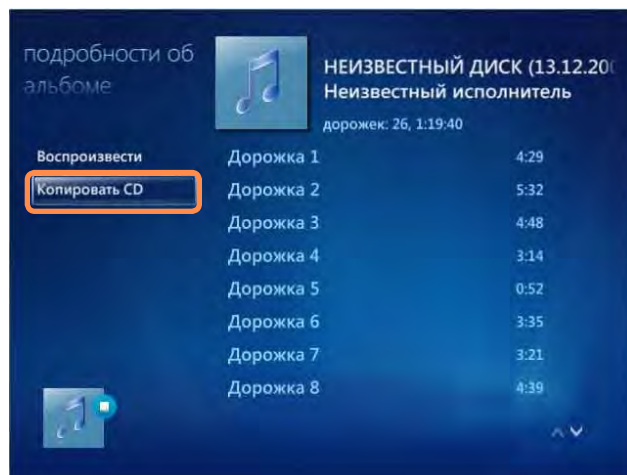 подробности об
альбоме
НЕИЗВЕСТНЫЙ ДИСК (13.12.20
Неизвестный исполнитель
дорожек: 26, 1:19:40
Воспроизвести
Копировать CD
Дорожка 1 4:29
Дорожка 2 5:32
Дорожка 3 4:48
Дорожка 4 3:14
Дорожка 5 0:52
Дорожка 6 3:35
Дорожка 7 3:21
Дорожка 8 4:39